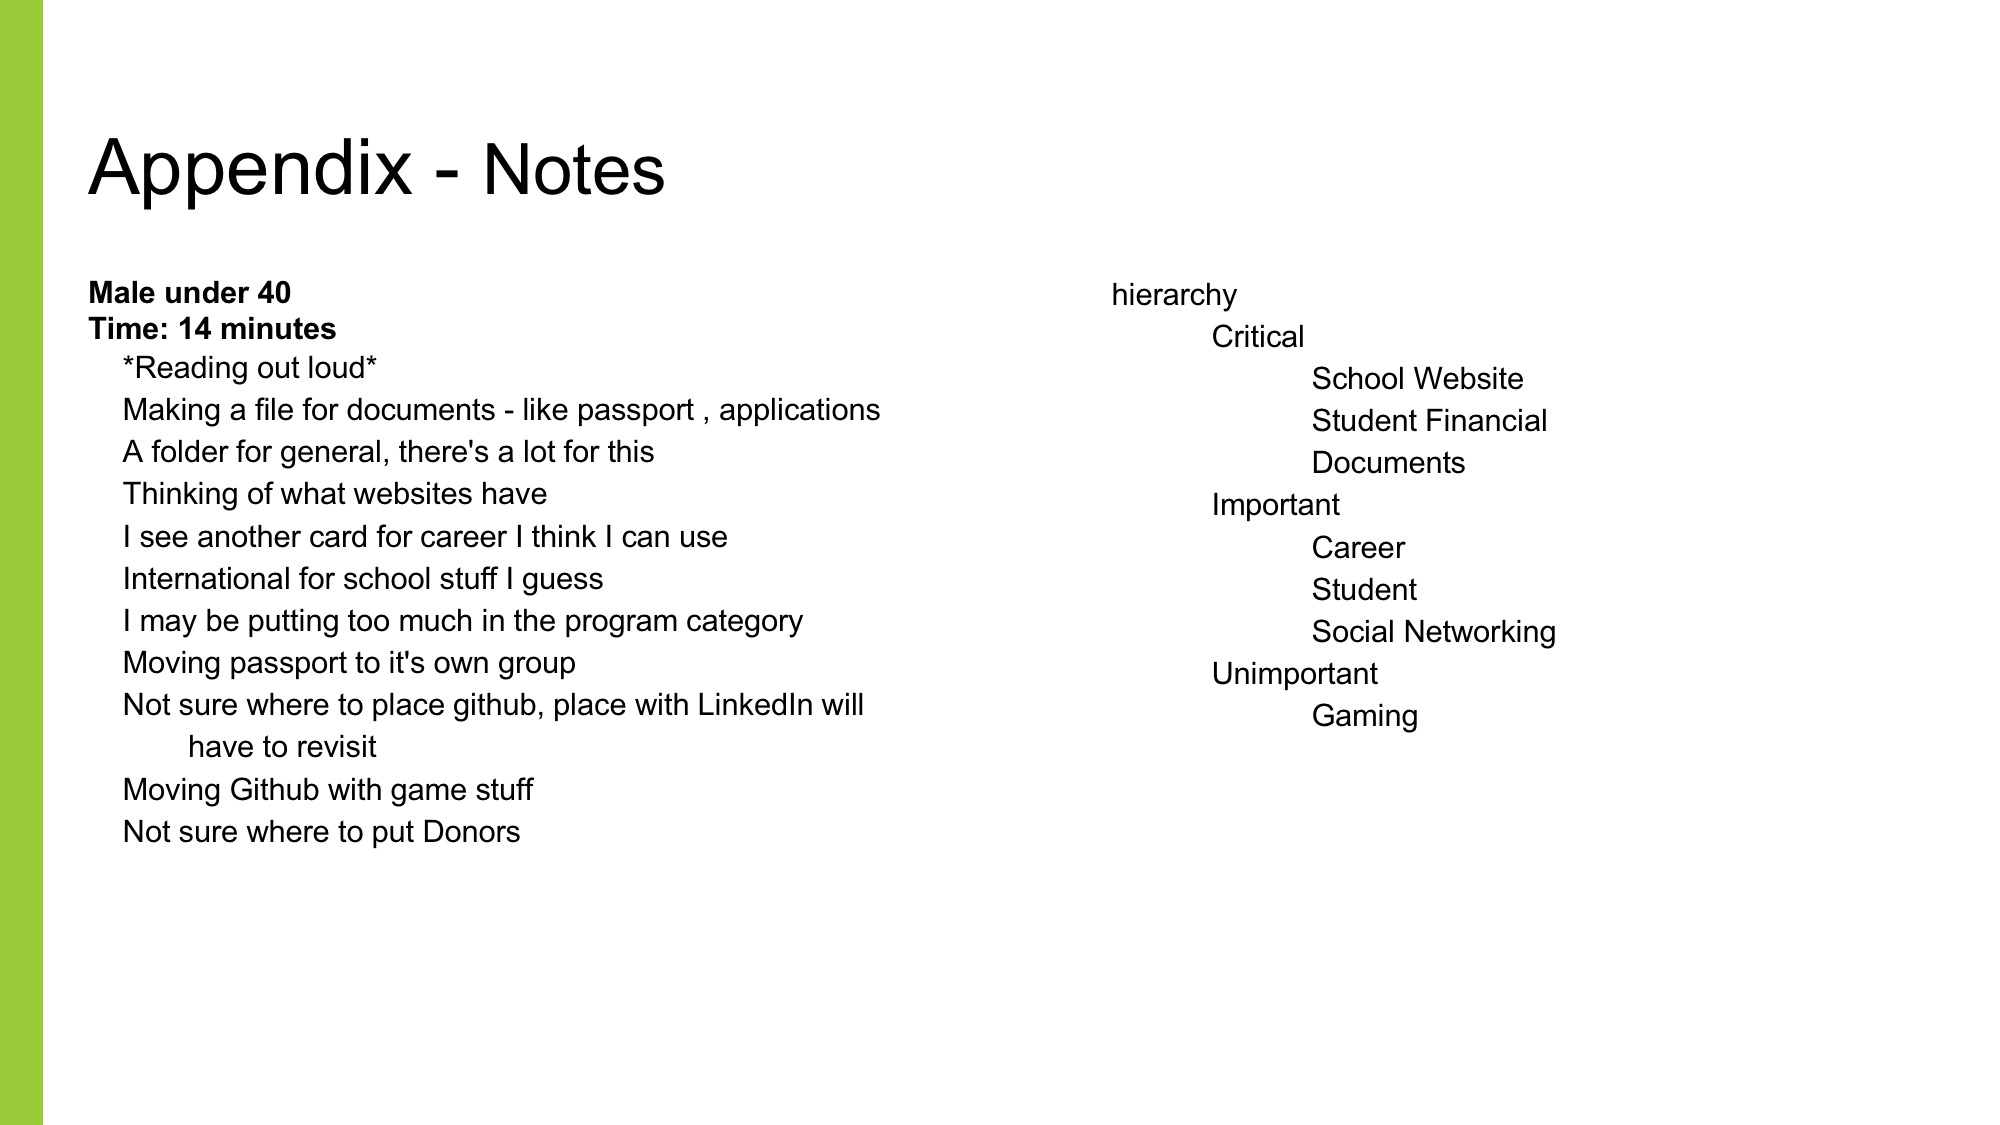 Appendix - Notes
Male under 40
Time: 14 minutes
*Reading out loud*
Making a file for documents - like passport , applications
A folder for general, there's a lot for this
Thinking of what websites have
I see another card for career I think I can use
International for school stuff I guess
I may be putting too much in the program category
Moving passport to it's own group
Not sure where to place github, place with LinkedIn will
have to revisit
Moving Github with game stuff
Not sure where to put Donors
hierarchy
Critical
School Website
Student Financial
Documents
Important
Career
Student
Social Networking
Unimportant
Gaming